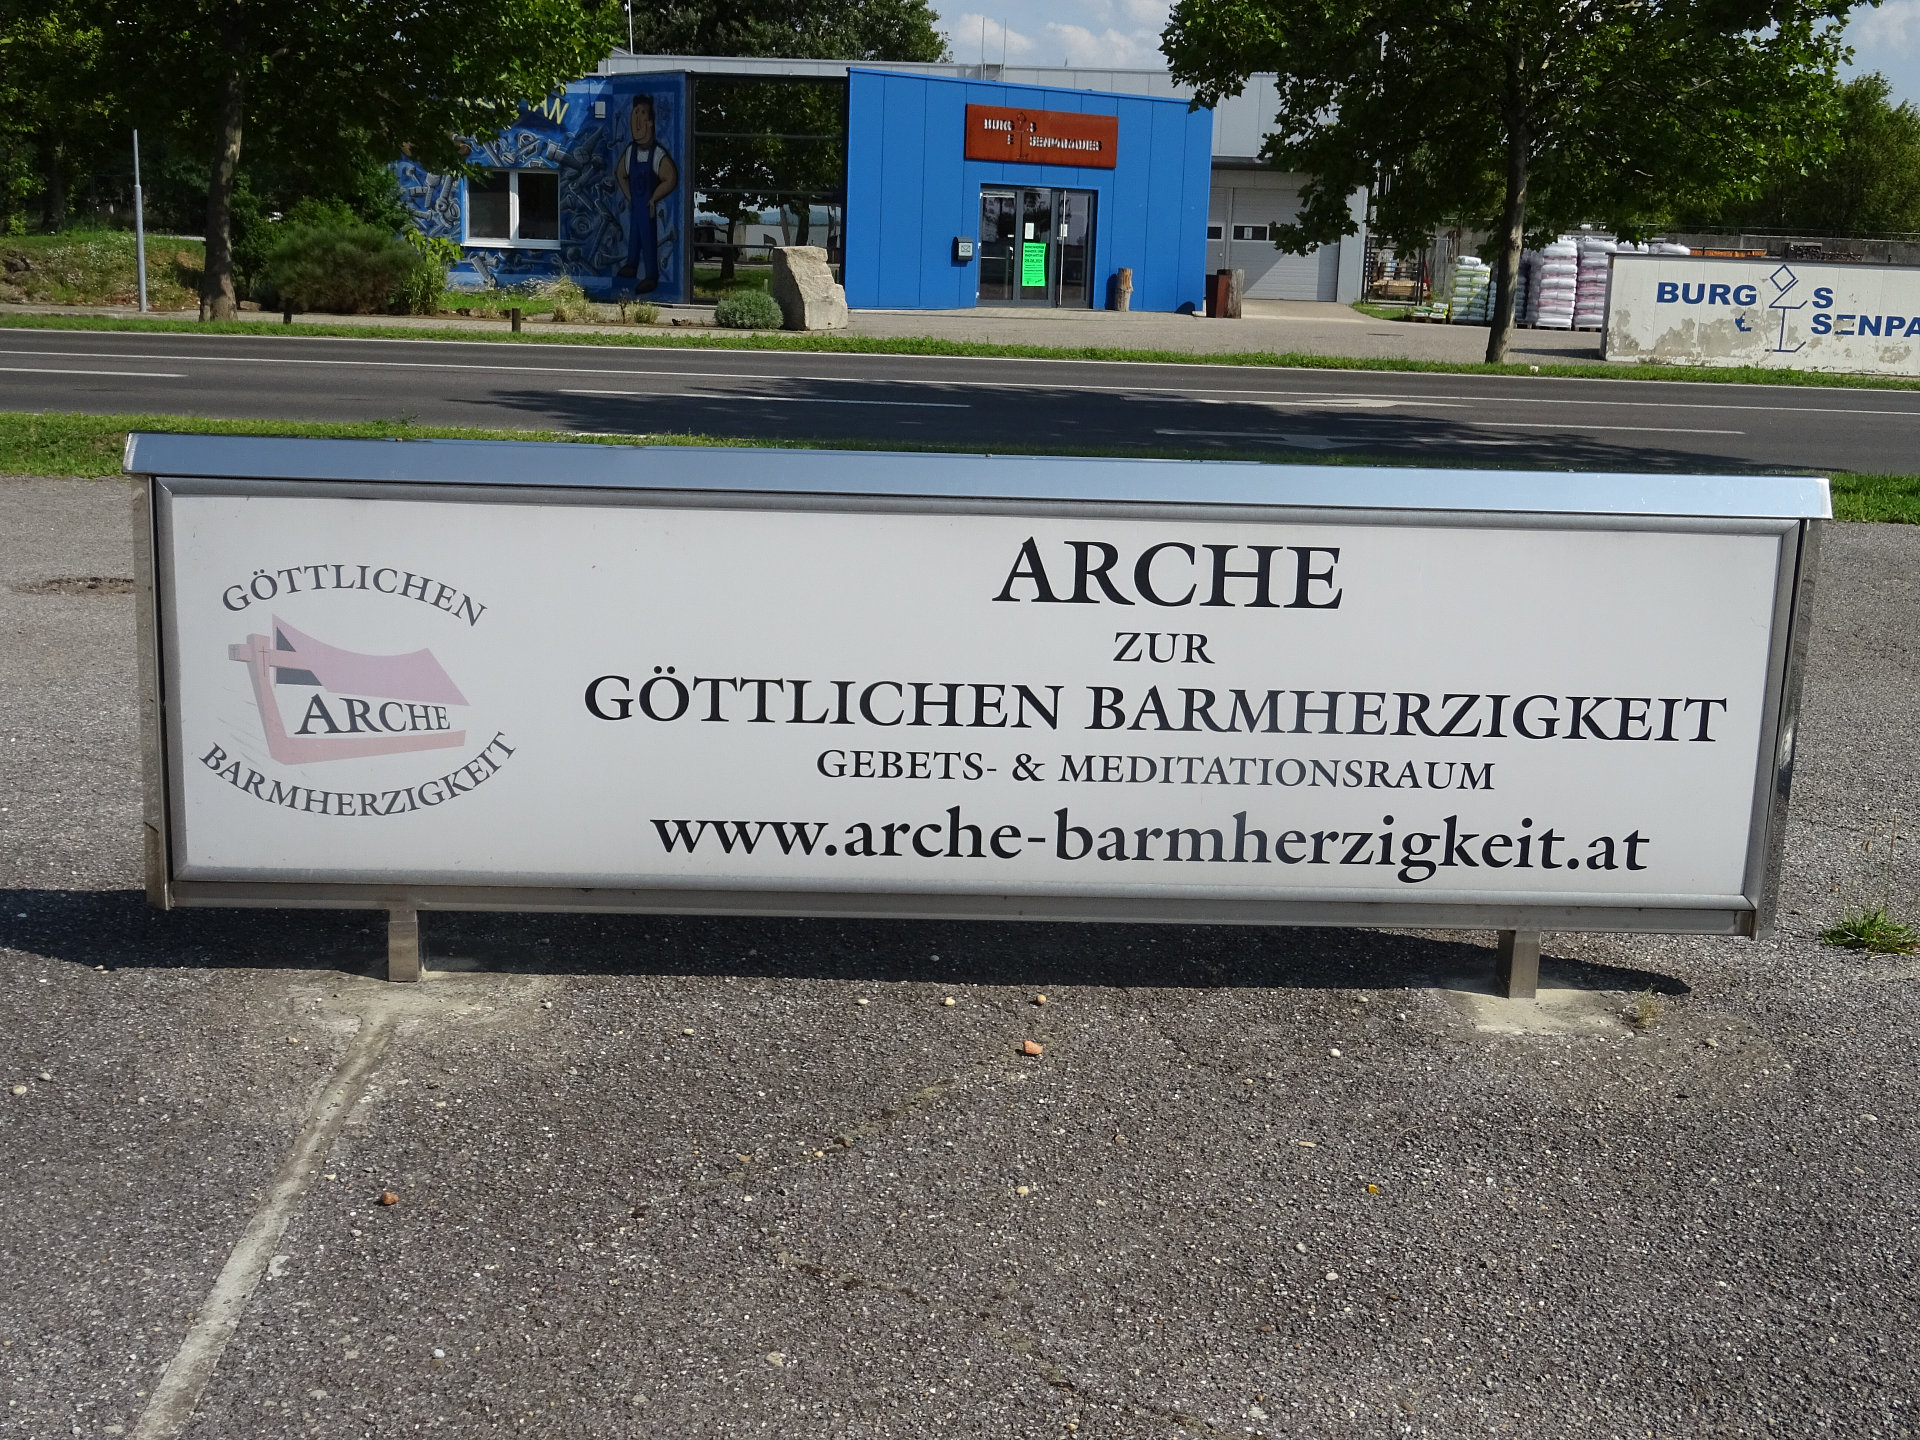 BURG S
SENPA
GÖTTLICHEN
ARCHE
BARMHERZIGKEIT
ARCHE
ZUR
GÖTTLICHEN BARMHERZIGKEIT
GEBETS- & MEDITATIONSRAUM
www.arche-barmherzigkeit.at